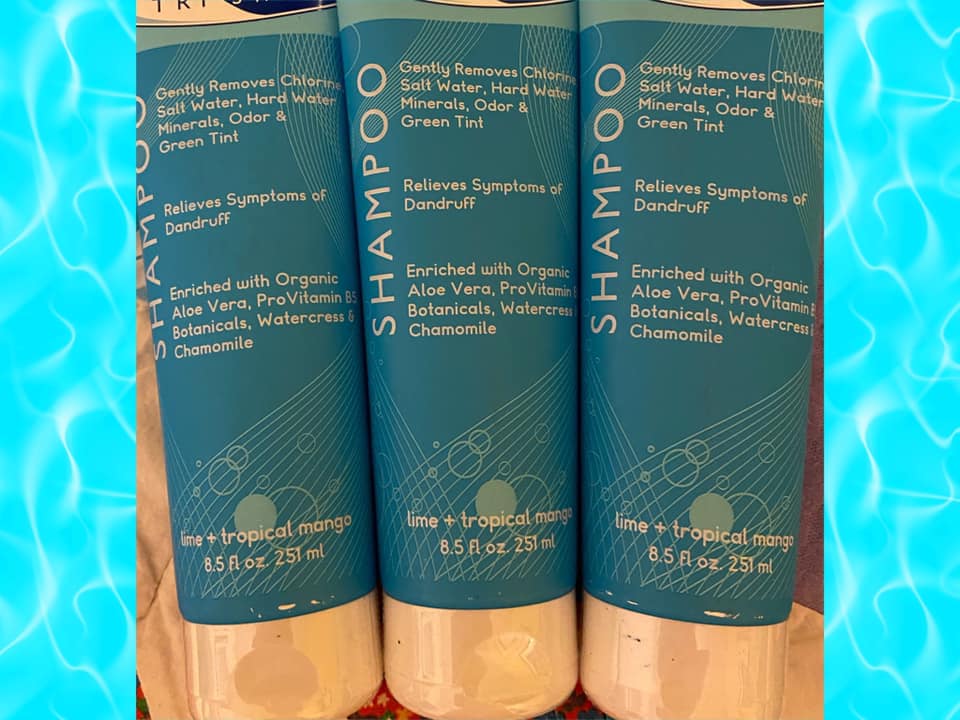 TRI
SHAMPOO
Gently Removes Chlorine
Salt Water, Hard Water
Minerals, Odor &
Green Tint
Relieves Symptoms of
Dandruff
Enriched with Organic
Aloe Vera, ProVitamin B5
Botanicals, Watercress &
Chamomile
lime + tropical mango
8.5 fl oz. 251 ml
SHAMPOO
Gently Removes Chlorine
Salt Water, Hard Water
Minerals, Odor &
Green Tint
Relieves Symptoms of
Dandruff
Enriched with Organic
Aloe Vera, ProVitamin B
Botanicals, Watercress
Chamomile
lime + tropical mango
8.5 fl oz. 251 ml
SHAMPOO
Gently Removes Chlorin
Salt Water, Hard Water
Minerals, Odor &
Green Tint
Relieves Symptoms of
Dandruff
Enriched with Organic
Aloe Vera, ProVitamin B
Botanicals, Watercress
Chamomile
lime + tropical mango
8.5 fl oz. 251 ml